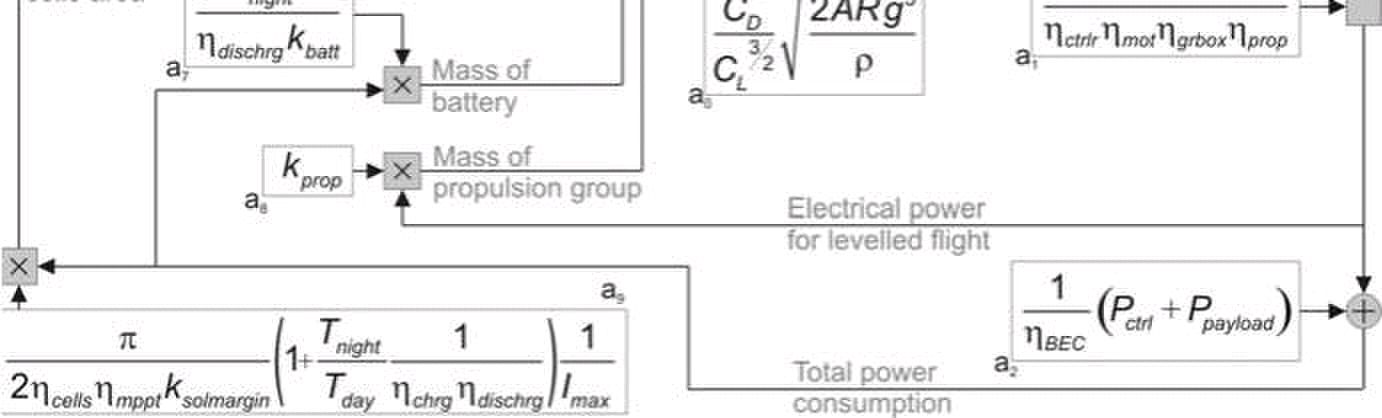 night
η_dischrg k_batt
a₇
Mass of
battery
C_D
C_L^3/2
√
2ARg³
ρ
a₀
η_ctrlr η_mot η_grbox η_prop
a₁
k_prop
a₈
Mass of
propulsion group
Electrical power
for levelled flight
a₉
π
2η_cells η_mppt k_solmargin
(1+ T_night / T_day 1 / η_chrg η_dischrg) 1 / I_max
1
η_BEC
(P_ctrl + P_payload)
a₂
Total power
consumption